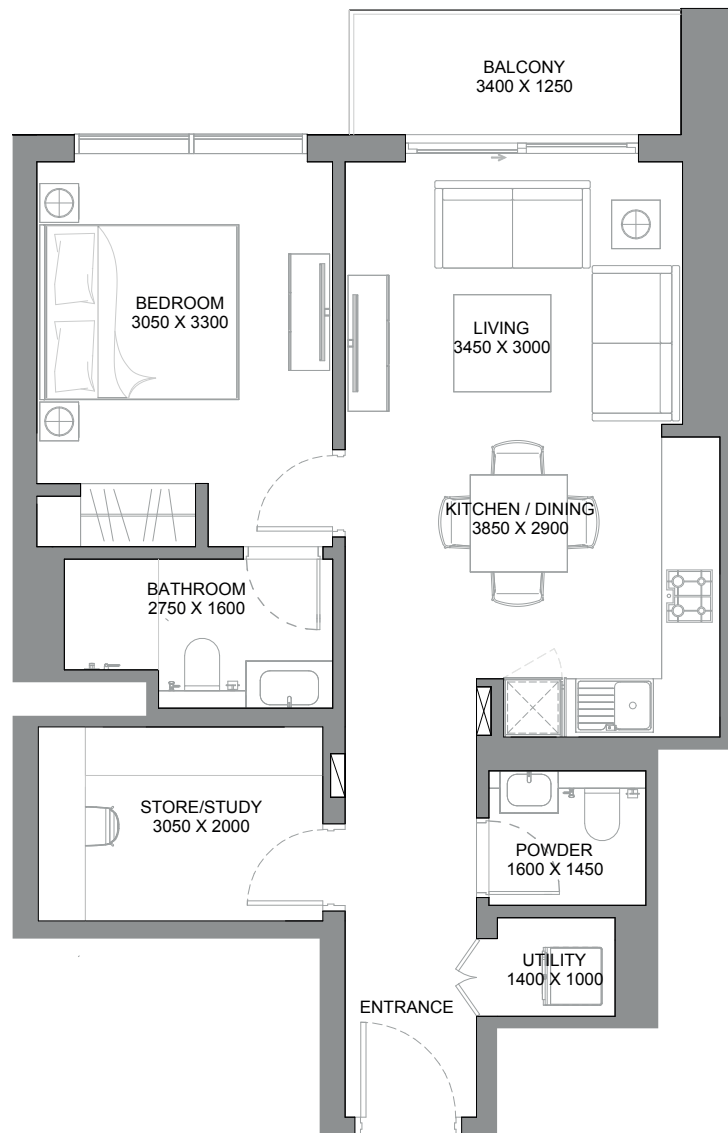 BALCONY
3400 X 1250
BEDROOM
3050 X 3300
LIVING
3450 X 3000
KITCHEN / DINING
3850 X 2900
BATHROOM
2750 X 1600
STORE/STUDY
3050 X 2000
POWDER
1600 X 1450
UTILITY
1400 X 1000
ENTRANCE